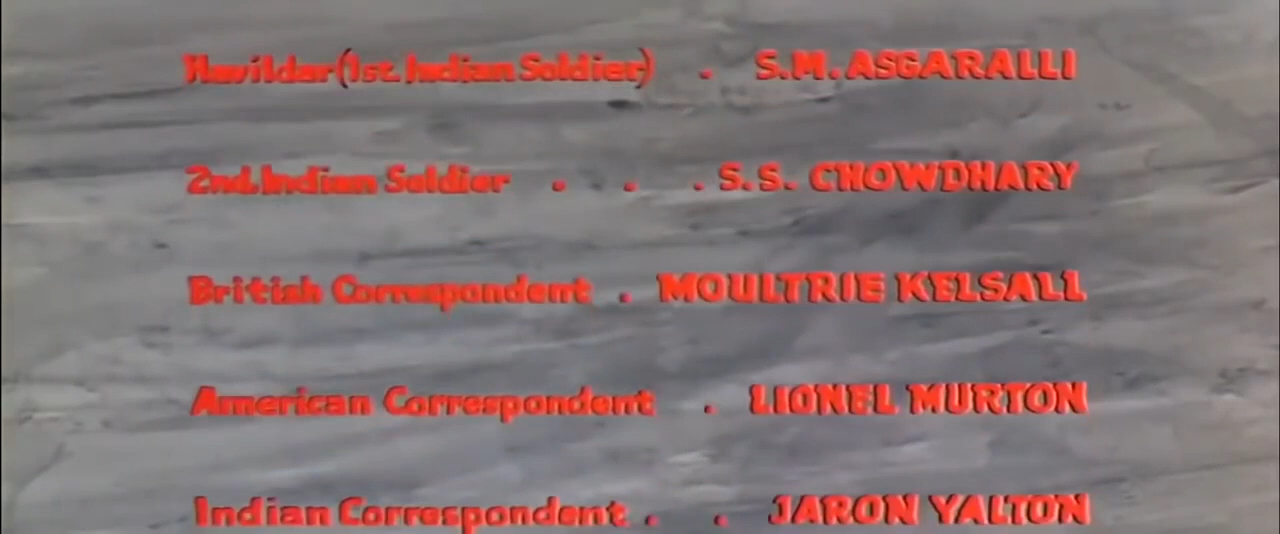 Havildar (1st. Indian Soldier) . S.M. ASGARALLI
2nd. Indian Soldier . . . S.S. CHOWDHARY
British Correspondent . MOULTRIE KELSALL
American Correspondent . LIONEL MURTON
Indian Correspondent . . JARON YALTON